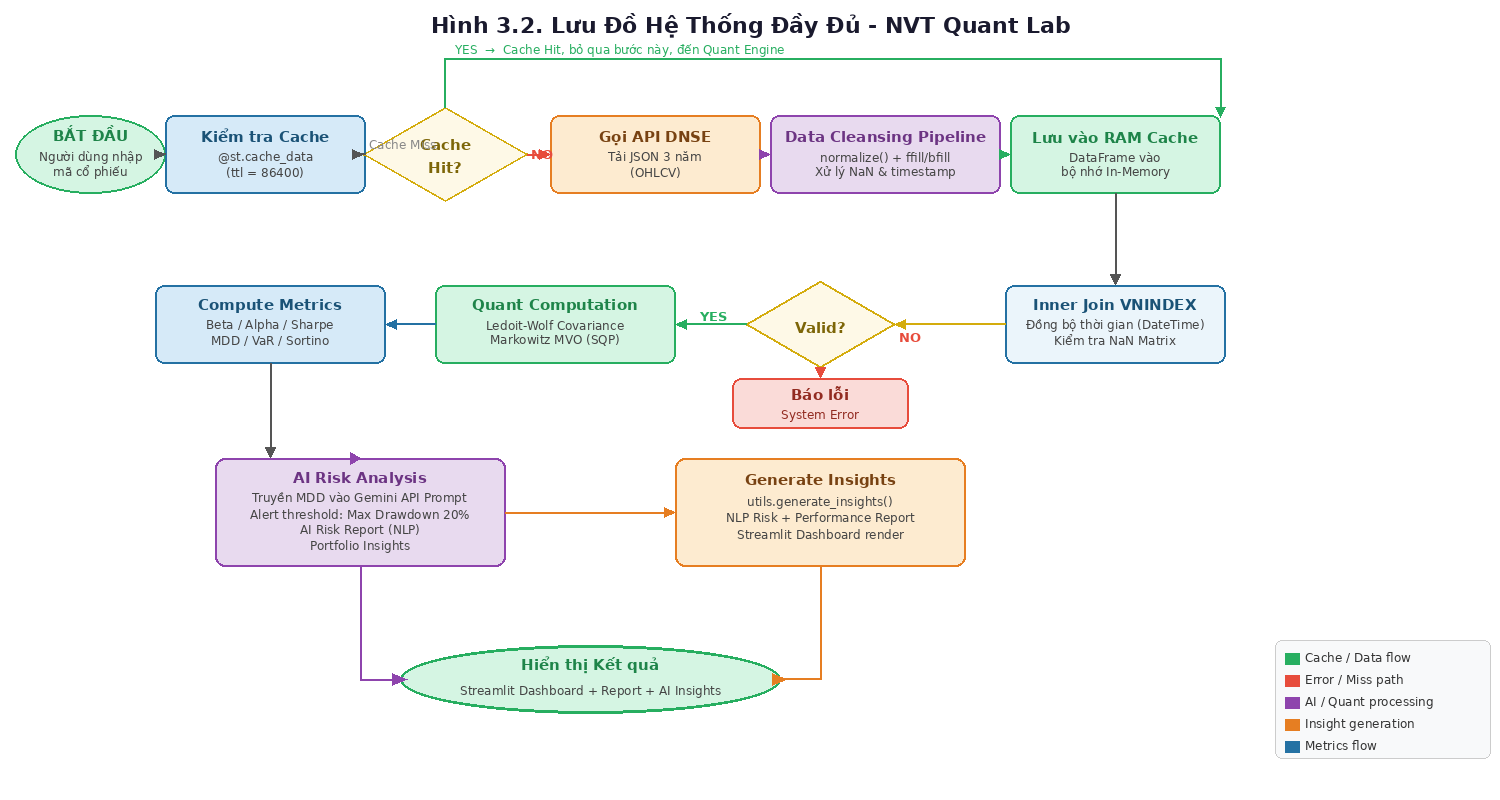 Hình 3.2. Lưu Đồ Hệ Thống Đầy Đủ - NVT Quant Lab
YES → Cache Hit, bỏ qua bước này, đến Quant Engine
BẮT ĐẦU
Người dùng nhập
mã cổ phiếu
Kiểm tra Cache
@st.cache_data
(ttl = 86400)
Cache Miss
Cache
Hit?
NO
Gọi API DNSE
Tải JSON 3 năm
(OHLCV)
Data Cleansing Pipeline
normalize() + ffill/bfill
Xử lý NaN & timestamp
Lưu vào RAM Cache
DataFrame vào
bộ nhớ In-Memory
Compute Metrics
Beta / Alpha / Sharpe
MDD / VaR / Sortino
Quant Computation
Ledoit-Wolf Covariance
Markowitz MVO (SQP)
YES
Valid?
NO
Inner Join VNINDEX
Đồng bộ thời gian (DateTime)
Kiểm tra NaN Matrix
Báo lỗi
System Error
AI Risk Analysis
Truyền MDD vào Gemini API Prompt
Alert threshold: Max Drawdown 20%
AI Risk Report (NLP)
Portfolio Insights
Generate Insights
utils.generate_insights()
NLP Risk + Performance Report
Streamlit Dashboard render
Hiển thị Kết quả
Streamlit Dashboard + Report + AI Insights
Cache / Data flow
Error / Miss path
AI / Quant processing
Insight generation
Metrics flow